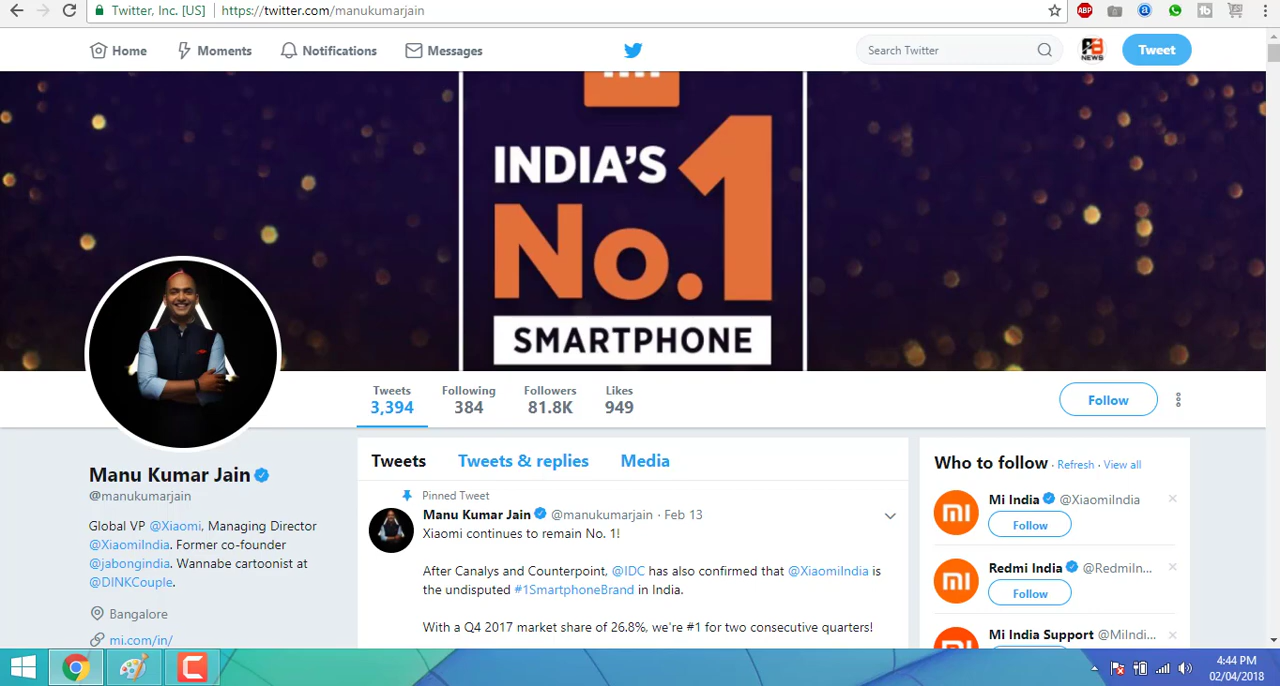 Twitter, Inc. [US] https://twitter.com/manukumarjain
ABP
Home Moments Notifications Messages
Search Twitter
NEWS
Tweet
INDIA'S
No.1
SMARTPHONE
Tweets Following Followers Likes
3,394 384 81.8K 949
Follow
Manu Kumar Jain
@manukumarjain
Global VP @Xiaomi, Managing Director
@XiaomiIndia. Former co-founder
@jabongindia. Wannabe cartoonist at
@DINKCouple.
Bangalore
mi.com/in/
Tweets Tweets & replies Media
Pinned Tweet
Manu Kumar Jain @manukumarjain · Feb 13
Xiaomi continues to remain No. 1!
After Canalys and Counterpoint, @IDC has also confirmed that @XiaomiIndia is
the undisputed #1SmartphoneBrand in India.
With a Q4 2017 market share of 26.8%, we're #1 for two consecutive quarters!
Who to follow · Refresh · View all
Mi India @XiaomiIndia
Follow
Redmi India @RedmiIn...
Follow
Mi India Support @MiIndi...
4:44 PM
02/04/2018